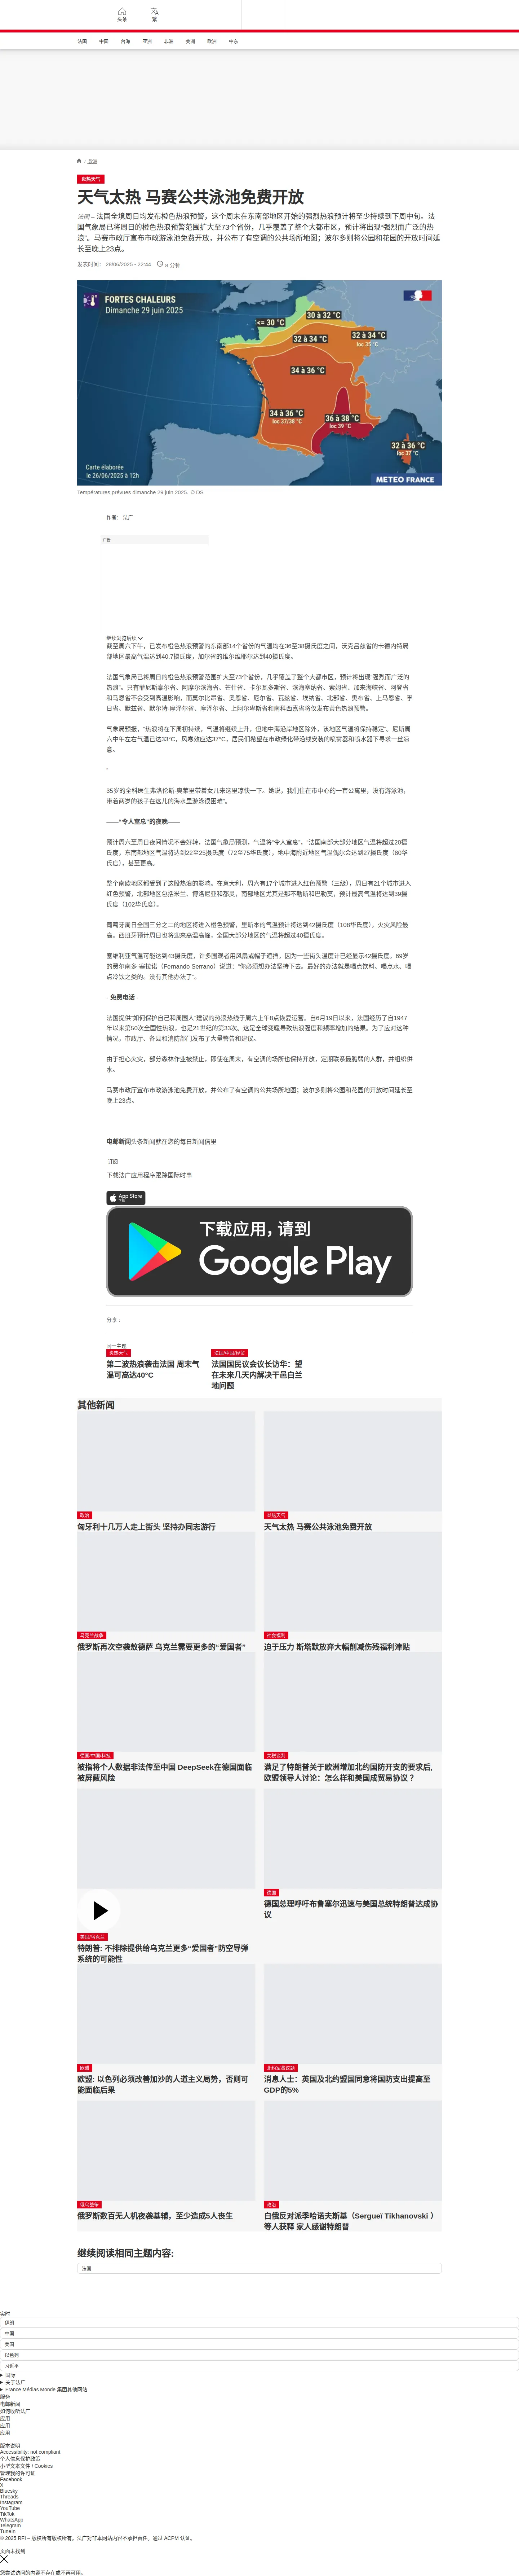 头条
繁
法国
中国
台海
亚洲
非洲
美洲
欧洲
中东
/ 欧洲
炎热天气
天气太热 马赛公共泳池免费开放
法国 – 法国全境周日均发布橙色热浪预警，这个周末在东南部地区开始的强烈热浪预计将至少持续到下周中旬。法国气象局已将周日的橙色热浪预警范围扩大至73个省份，几乎覆盖了整个大都市区，预计将出现“强烈而广泛的热浪”。马赛市政厅宣布市政游泳池免费开放，并公布了有空调的公共场所地图；波尔多则将公园和花园的开放时间延长至晚上23点。
发表时间： 28/06/2025 - 22:44
6 分钟
FORTES CHALEURS
Dimanche 29 juin 2025
<= 30 °C
30 à 32 °C
32 à 34 °C
32 à 34 °C
loc 35 °C
34 à 36 °C
34 à 36 °C
loc 37/38 °C
36 à 38 °C
loc 39 °C
32 à 36 °C
loc 37°C
Carte élaborée
le 26/06/2025 à 12h
METEO FRANCE
Températures prévues dimanche 29 juin 2025. © DS
作者： 法广
广告
继续浏览后续
截至周六下午，已发布橙色热浪预警的东南部14个省份的气温均在36至38摄氏度之间，沃克吕兹省的卡德内特局部地区最高气温达到40.7摄氏度，加尔省的维尔维耶尔达到40摄氏度。
法国气象局已将周日的橙色热浪预警范围扩大至73个省份，几乎覆盖了整个大都市区，预计将出现“强烈而广泛的热浪”。只有菲尼斯泰尔省、阿摩尔滨海省、芒什省、卡尔瓦多斯省、滨海塞纳省、索姆省、加来海峡省、阿登省和马恩省不会受到高温影响，而莫尔比昂省、奥恩省、厄尔省、瓦兹省、埃纳省、北部省、奥布省、上马恩省、孚日省、默兹省、默尔特-摩泽尔省、摩泽尔省、上阿尔卑斯省和南科西嘉省将仅发布黄色热浪预警。
气象局预报，“热浪将在下周初持续，气温将继续上升，但地中海沿岸地区除外，该地区气温将保持稳定”。尼斯周六中午左右气温已达33°C，风寒效应达37°C，居民们希望在市政绿化带沿线安装的喷雾器和喷水器下寻求一丝凉意。
”
35岁的全科医生弗洛伦斯·奥莱里带着女儿来这里凉快一下。她说，我们住在市中心的一套公寓里，没有游泳池，带着两岁的孩子在这儿的海水里游泳很困难”。
——“令人窒息”的夜晚——
预计周六至周日夜间情况不会好转，法国气象局预测，气温将“令人窒息”，“法国南部大部分地区气温将超过20摄氏度，东南部地区气温将达到22至25摄氏度（72至75华氏度），地中海附近地区气温偶尔会达到27摄氏度（80华氏度），甚至更高。
整个南欧地区都受到了这股热浪的影响。在意大利，周六有17个城市进入红色预警（三级），周日有21个城市进入红色预警，北部地区包括米兰、博洛尼亚和都灵，南部地区尤其是那不勒斯和巴勒莫，预计最高气温将达到39摄氏度（102华氏度）。
葡萄牙周日全国三分之二的地区将进入橙色预警，里斯本的气温预计将达到42摄氏度（108华氏度），火灾风险最高。西班牙预计周日也将迎来高温高峰，全国大部分地区的气温将超过40摄氏度。
塞维利亚气温可能达到43摄氏度，许多围观者用风扇或帽子遮挡，因为一些街头温度计已经显示42摄氏度。69岁的费尔南多·塞拉诺（Fernando Serrano）说道：“你必须想办法坚持下去。最好的办法就是喝点饮料、喝点水、喝点冷饮之类的。没有其他办法了”。
- 免费电话 -
法国提供“如何保护自己和周围人”建议的热浪热线于周六上午8点恢复运营。自6月19日以来，法国经历了自1947年以来第50次全国性热浪，也是21世纪的第33次。这是全球变暖导致热浪强度和频率增加的结果。为了应对这种情况，市政厅、各县和消防部门发布了大量警告和建议。
由于担心火灾，部分森林作业被禁止，即使在周末，有空调的场所也保持开放，定期联系最脆弱的人群，并组织供水。
马赛市政厅宣布市政游泳池免费开放，并公布了有空调的公共场所地图；波尔多则将公园和花园的开放时间延长至晚上23点。
电邮新闻头条新闻就在您的每日新闻信里
订阅
下载法广应用程序跟踪国际时事
App Store
下载
下载应用，请到
Google Play
分享 :
同一主题
炎热天气
第二波热浪袭击法国 周末气温可高达40°C
法国/中国/经贸
法国国民议会议长访华：望在未来几天内解决干邑白兰地问题
其他新闻
政治
匈牙利十几万人走上街头 坚持办同志游行
炎热天气
天气太热 马赛公共泳池免费开放
乌克兰战争
俄罗斯再次空袭敖德萨 乌克兰需要更多的“爱国者”
社会福利
迫于压力 斯塔默放弃大幅削减伤残福利津贴
德国/中国/科技
被指将个人数据非法传至中国 DeepSeek在德国面临被屏蔽风险
关税谈判
满足了特朗普关于欧洲增加北约国防开支的要求后,欧盟领导人讨论：怎么样和美国成贸易协议？
美国/乌克兰
特朗普: 不排除提供给乌克兰更多“爱国者”防空导弹系统的可能性
德国
德国总理呼吁布鲁塞尔迅速与美国总统特朗普达成协议
欧盟
欧盟: 以色列必须改善加沙的人道主义局势，否则可能面临后果
北约军费议题
消息人士：英国及北约盟国同意将国防支出提高至GDP的5%
俄乌战争
俄罗斯数百无人机夜袭基辅，至少造成5人丧生
政治
白俄反对派季哈诺夫斯基（Sergueï Tikhanovski ）等人获释 家人感谢特朗普
继续阅读相同主题内容:
法国
实时
伊朗
中国
美国
以色列
习近平
国际
关于法广
France Médias Monde 集团其他网站
服务
电邮新闻
如何收听法广
应用
应用
应用
版本说明
Accessibility: not compliant
个人信息保护政策
小型文本文件 / Cookies
管理我的许可证
Facebook
X
Bluesky
Threads
Instagram
YouTube
TikTok
WhatsApp
Telegram
TuneIn
© 2025 RFI – 版权所有版权所有。法广对非本网站内容不承担责任。通过 ACPM 认证。
页面未找到
您尝试访问的内容不存在或不再可用。